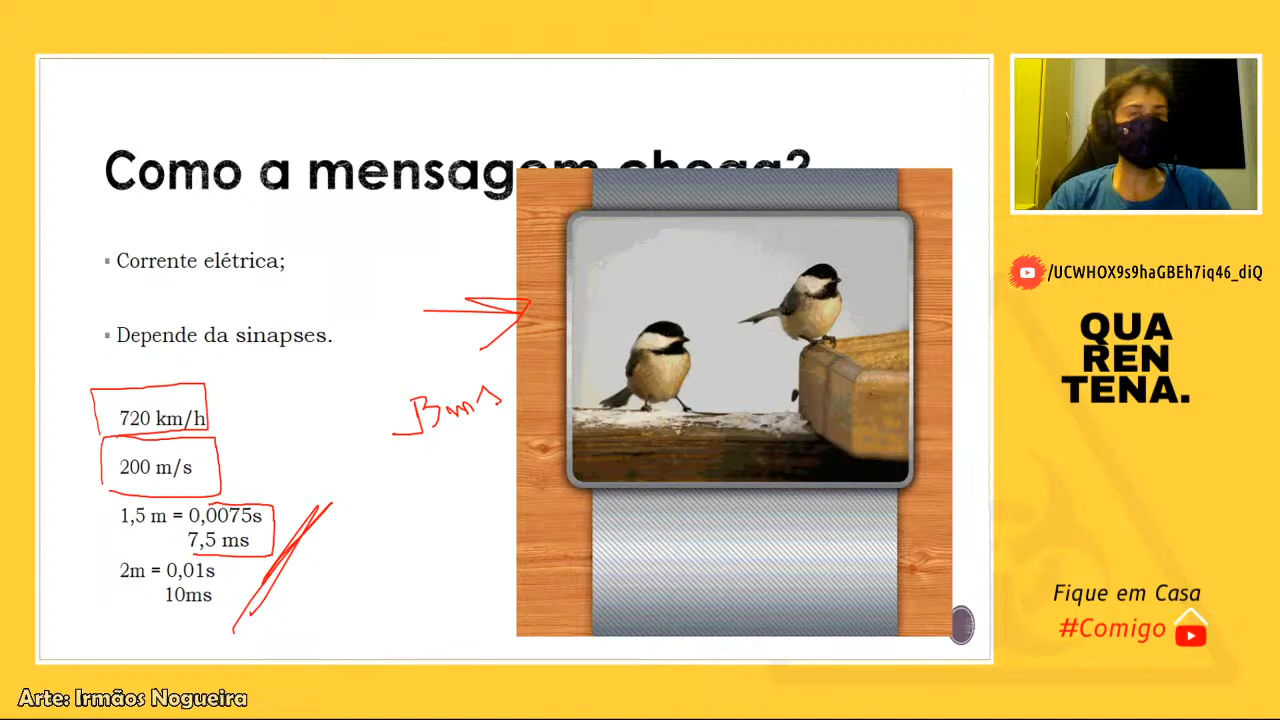 Como a mensagem chega?
Corrente elétrica;
Depende da sinapses.
720 km/h
200 m/s
1,5 m = 0,0075s
7,5 ms
2m = 0,01s
10ms
/UCWHOX9s9haGBEh7iq46_diQ
QUA
REN
TENA.
Fique em Casa
#Comigo
Arte: Irmãos Nogueira